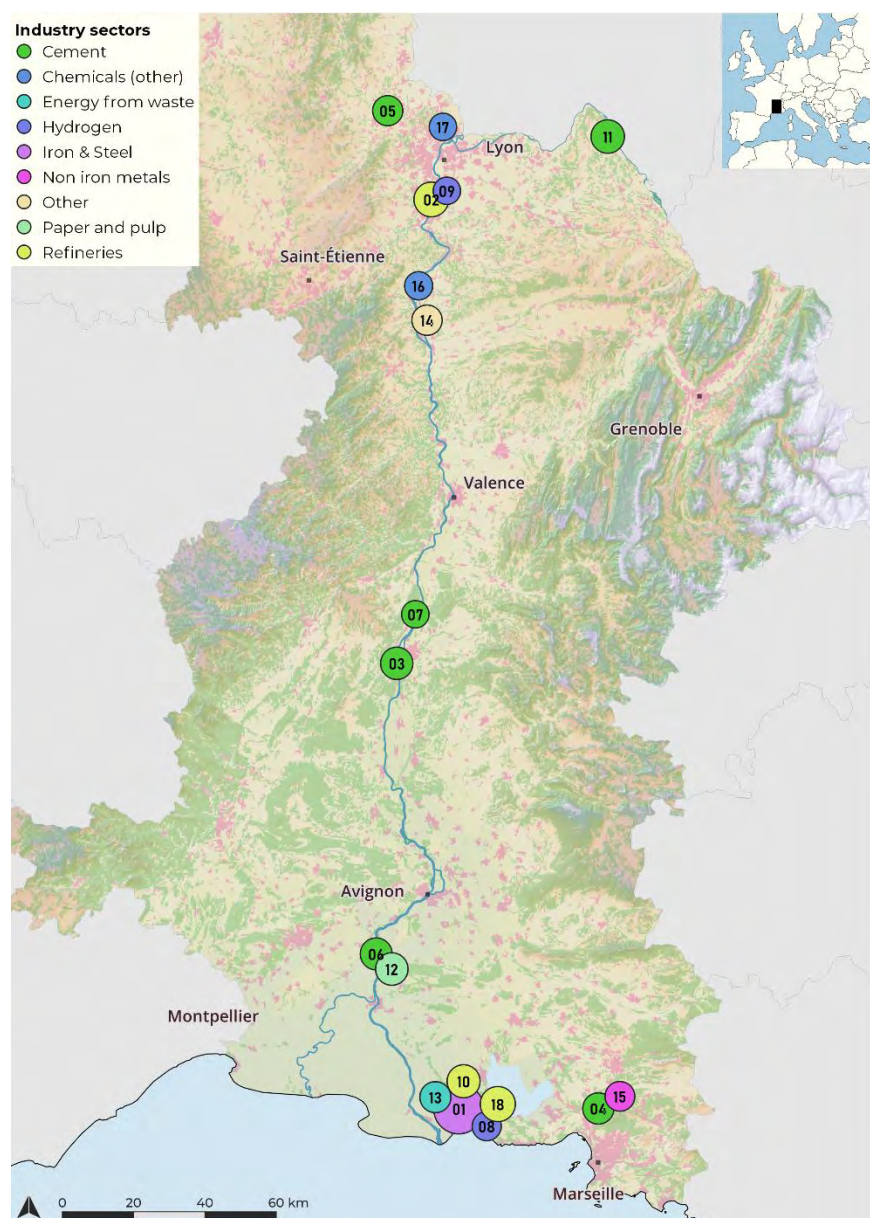 Industry sectors
Cement
Chemicals (other)
Energy from waste
Hydrogen
Iron & Steel
Non iron metals
Other
Paper and pulp
Refineries
05
17
11
Lyon
09
02
Saint-Étienne
16
14
Grenoble
Valence
07
03
Avignon
06
12
Montpellier
10
13
18
15
01
04
08
Marseille
0 20 40 60 km